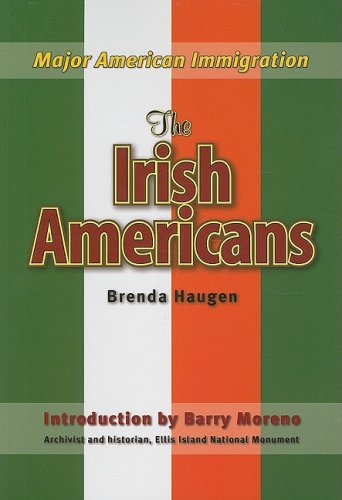 Major American Immigration
The
Irish
Americans
Brenda Haugen
Introduction by Barry Moreno
Archivist and historian, Ellis Island National Monument